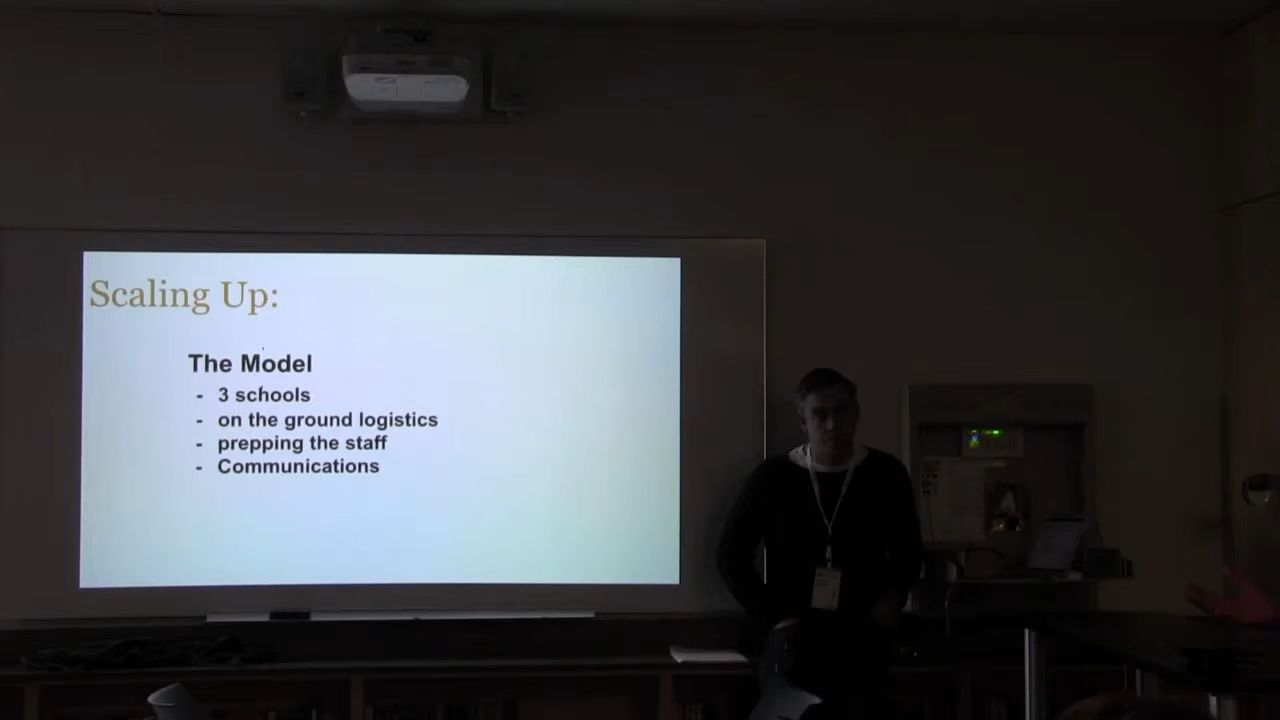 Scaling Up:
The Model
- 3 schools
- on the ground logistics
- prepping the staff
- Communications